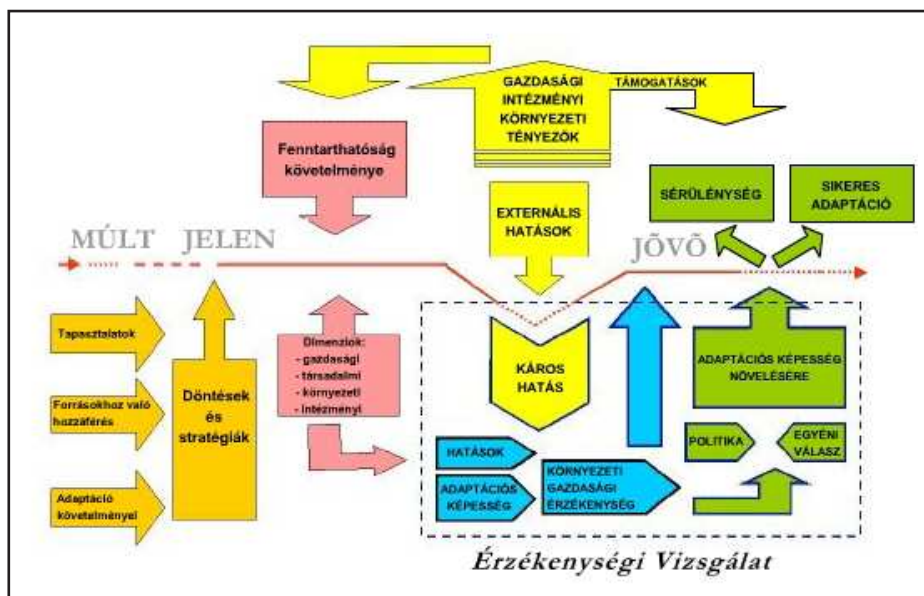 GAZDASÁGI
INTÉZMÉNYI
KÖRNYEZETI
TÉNYEZŐK
TÁMOGATÁSOK
Fenntarthatóság
követelménye
EXTERNÁLIS
HATÁSOK
SÉRÜLÉNYSÉG
SIKERES
ADAPTÁCIÓ
MÚLT
JELEN
JÕVÕ
Tapasztalatok
Forrásokhoz való
hozzáférés
Adaptáció
követelményei
Döntések
és
stratégiák
Dimenziók:
- gazdasági
- társadalmi
- környezeti
- intézményi
KÁROS
HATÁS
HATÁSOK
ADAPTÁCIÓS
KÉPESSÉG
KÖRNYEZETI
GAZDASÁGI
ÉRZÉKENYSÉG
ADAPTÁCIÓS KÉPESSÉG
NÖVELÉSÉRE
POLITIKA
EGYÉNI
VÁLASZ
Érzékenységi Vizsgálat